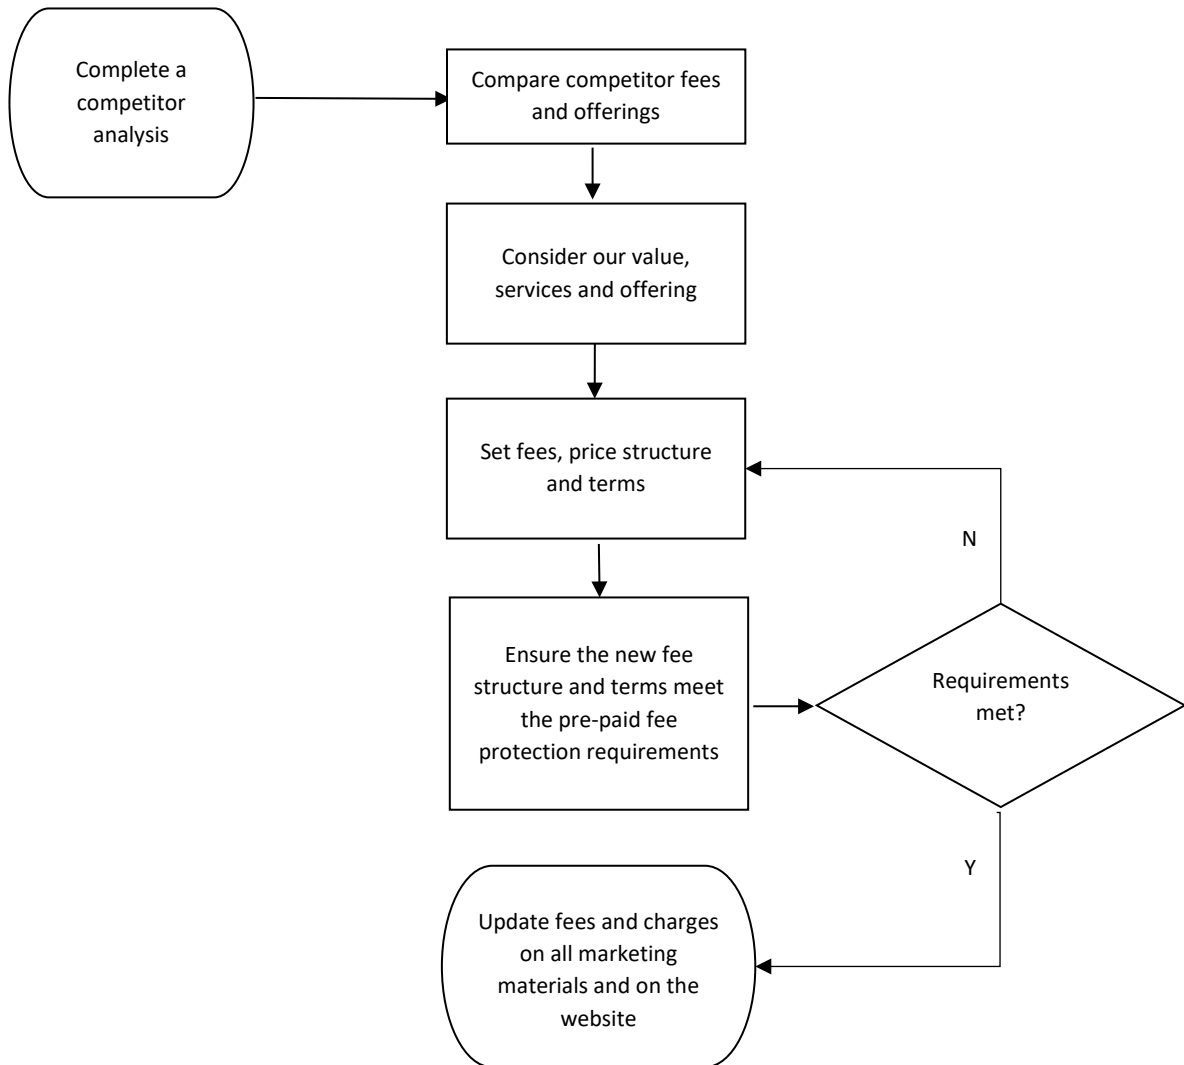 Complete a
competitor
analysis
Compare competitor fees
and offerings
Consider our value,
services and offering
Set fees, price structure
and terms
N
Ensure the new fee
structure and terms meet
the pre-paid fee
protection requirements
Requirements
met?
Y
Update fees and charges
on all marketing
materials and on the
website